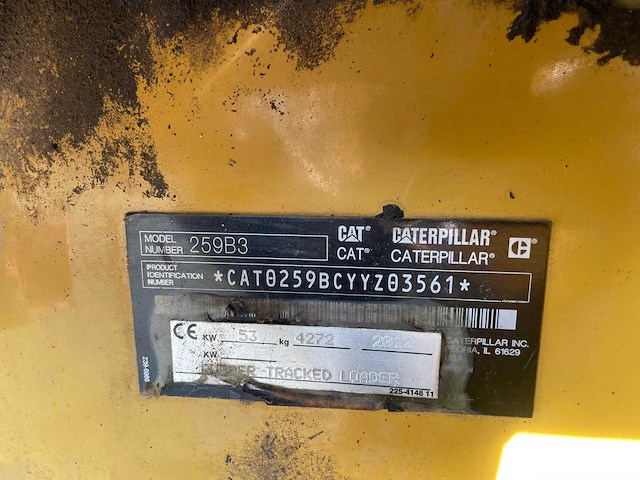 MODEL NUMBER 259B3
CAT CATERPILLAR C
CAT® CATERPILLAR®
PRODUCT IDENTIFICATION NUMBER *CAT0259BCYYZ03561*
CATERPILLAR INC.
PEORIA, IL 61629
CE KW 53 kg 4272 2012
KW
TRACKED LOADER
225-4148 11